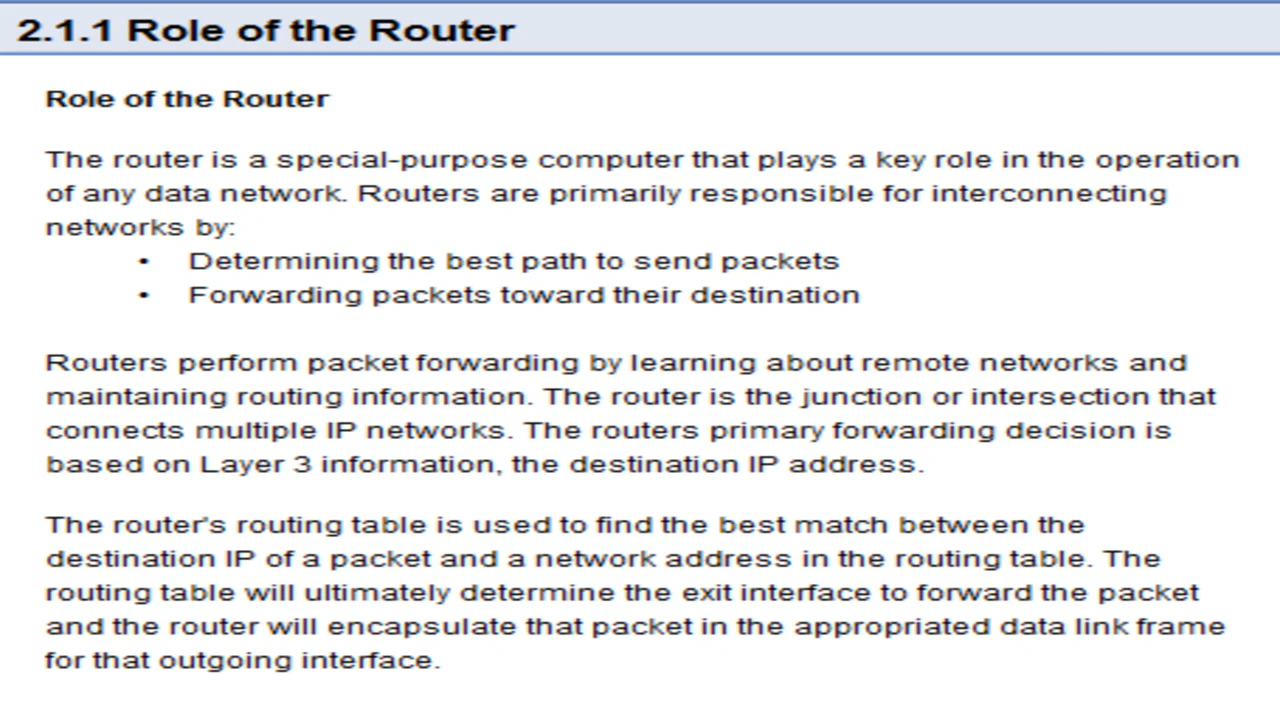 2.1.1 Role of the Router
Role of the Router
The router is a special-purpose computer that plays a key role in the operation
of any data network. Routers are primarily responsible for interconnecting
networks by:
• Determining the best path to send packets
• Forwarding packets toward their destination
Routers perform packet forwarding by learning about remote networks and
maintaining routing information. The router is the junction or intersection that
connects multiple IP networks. The routers primary forwarding decision is
based on Layer 3 information, the destination IP address.
The router's routing table is used to find the best match between the
destination IP of a packet and a network address in the routing table. The
routing table will ultimately determine the exit interface to forward the packet
and the router will encapsulate that packet in the appropriated data link frame
for that outgoing interface.